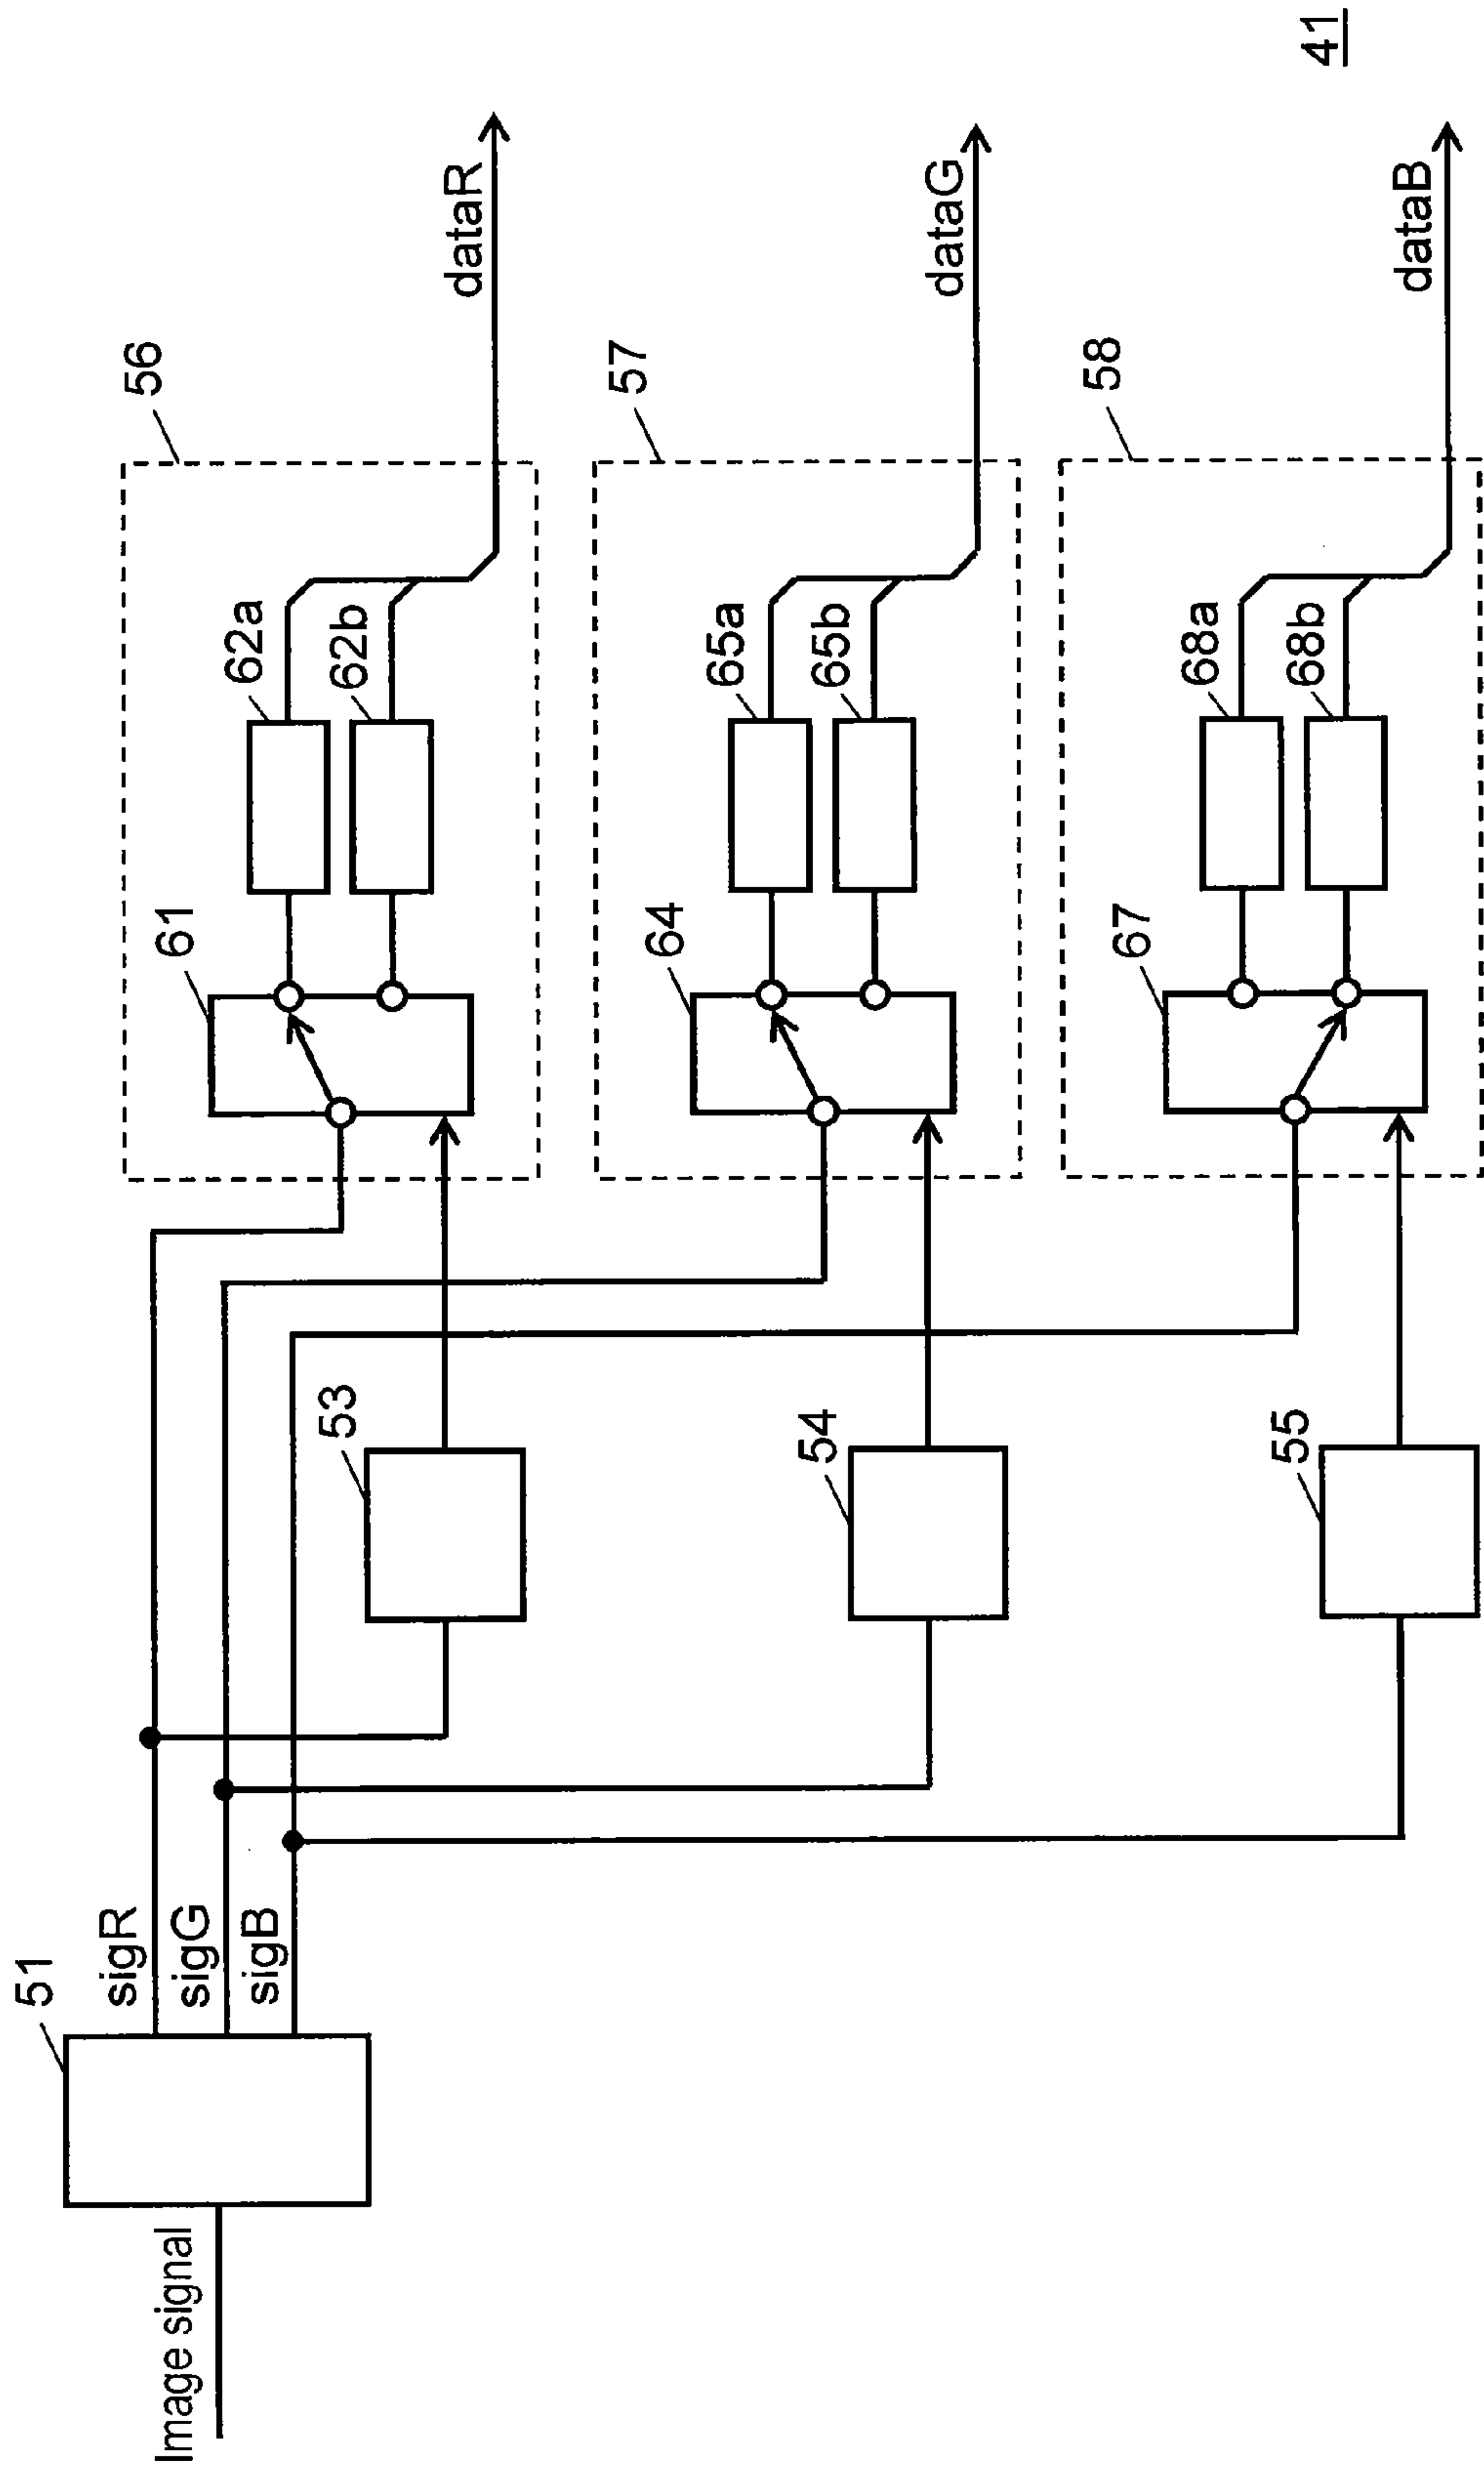 41
Image signal
51
sigR
sigG
sigB
53
54
55
56
61
62a
62b
dataR
57
64
65a
65b
dataG
58
67
68a
68b
dataB